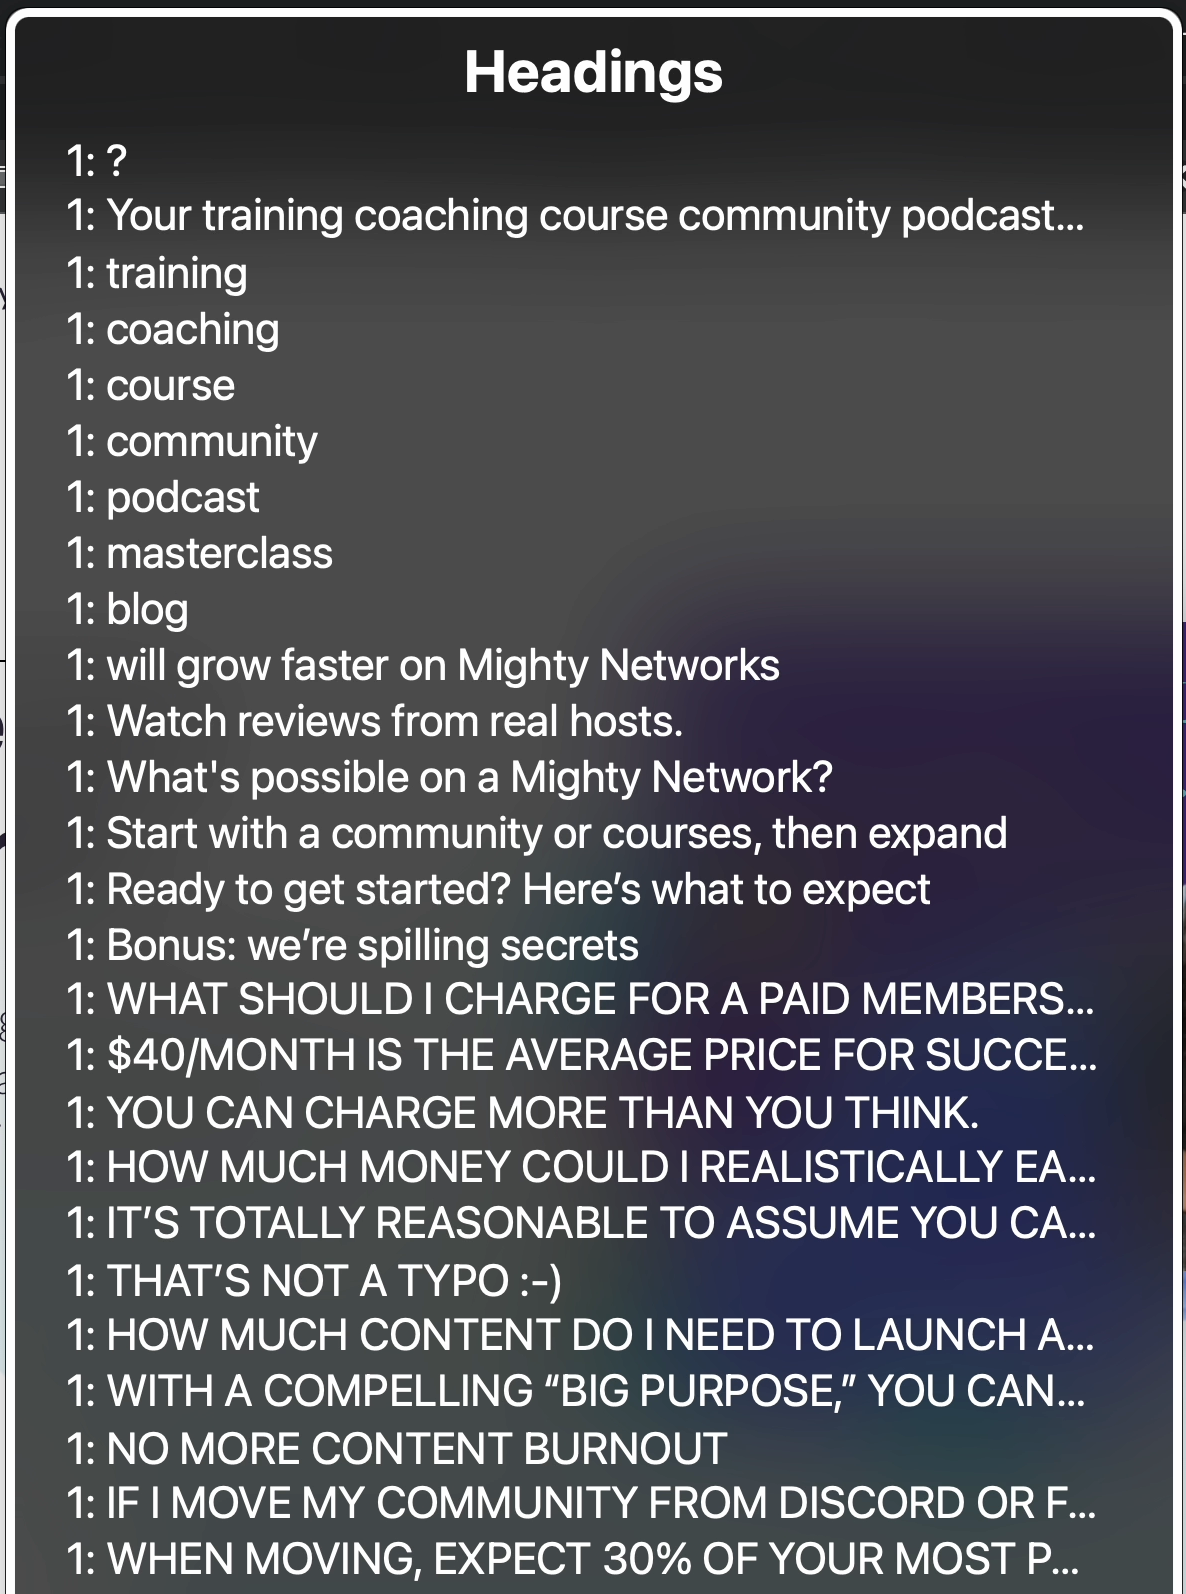 Headings
1: ?
1: Your training coaching course community podcast...
1: training
1: coaching
1: course
1: community
1: podcast
1: masterclass
1: blog
1: will grow faster on Mighty Networks
1: Watch reviews from real hosts.
1: What's possible on a Mighty Network?
1: Start with a community or courses, then expand
1: Ready to get started? Here’s what to expect
1: Bonus: we’re spilling secrets
1: WHAT SHOULD I CHARGE FOR A PAID MEMBERS...
1: $40/MONTH IS THE AVERAGE PRICE FOR SUCCE...
1: YOU CAN CHARGE MORE THAN YOU THINK.
1: HOW MUCH MONEY COULD I REALISTICALLY EA...
1: IT’S TOTALLY REASONABLE TO ASSUME YOU CA...
1: THAT’S NOT A TYPO :-)
1: HOW MUCH CONTENT DO I NEED TO LAUNCH A...
1: WITH A COMPELLING “BIG PURPOSE,” YOU CAN...
1: NO MORE CONTENT BURNOUT
1: IF I MOVE MY COMMUNITY FROM DISCORD OR F...
1: WHEN MOVING, EXPECT 30% OF YOUR MOST P...